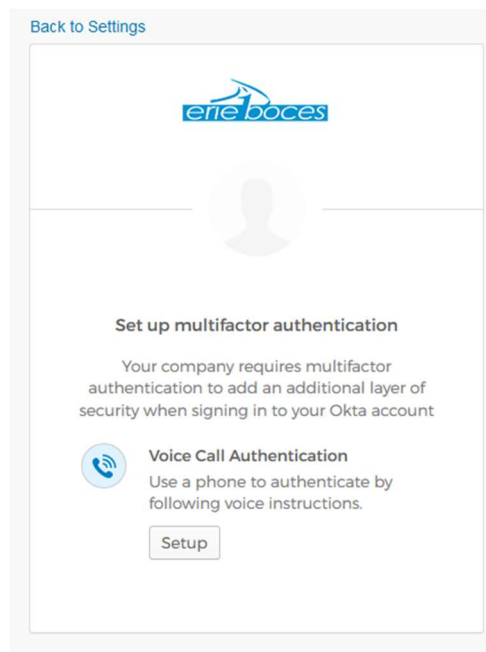 Back to Settings
erie 1 boces
Set up multifactor authentication
Your company requires multifactor
authentication to add an additional layer of
security when signing in to your Okta account
Voice Call Authentication
Use a phone to authenticate by
following voice instructions.
Setup